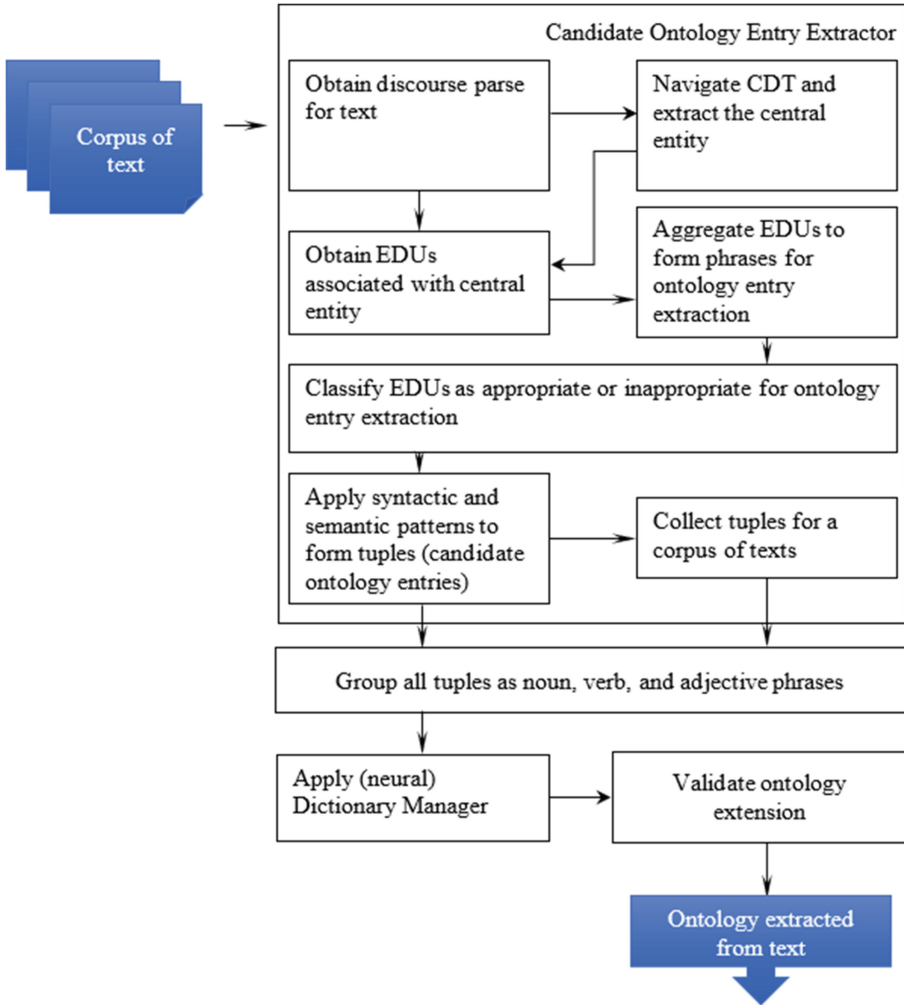 Candidate Ontology Entry Extractor
Corpus of
text
Obtain discourse parse
for text
Navigate CDT and
extract the central
entity
Obtain EDUs
associated with central
entity
Aggregate EDUs to
form phrases for
ontology entry
extraction
Classify EDUs as appropriate or inappropriate for ontology
entry extraction
Apply syntactic and
semantic patterns to
form tuples (candidate
ontology entries)
Collect tuples for a
corpus of texts
Group all tuples as noun, verb, and adjective phrases
Apply (neural)
Dictionary Manager
Validate ontology
extension
Ontology extracted
from text